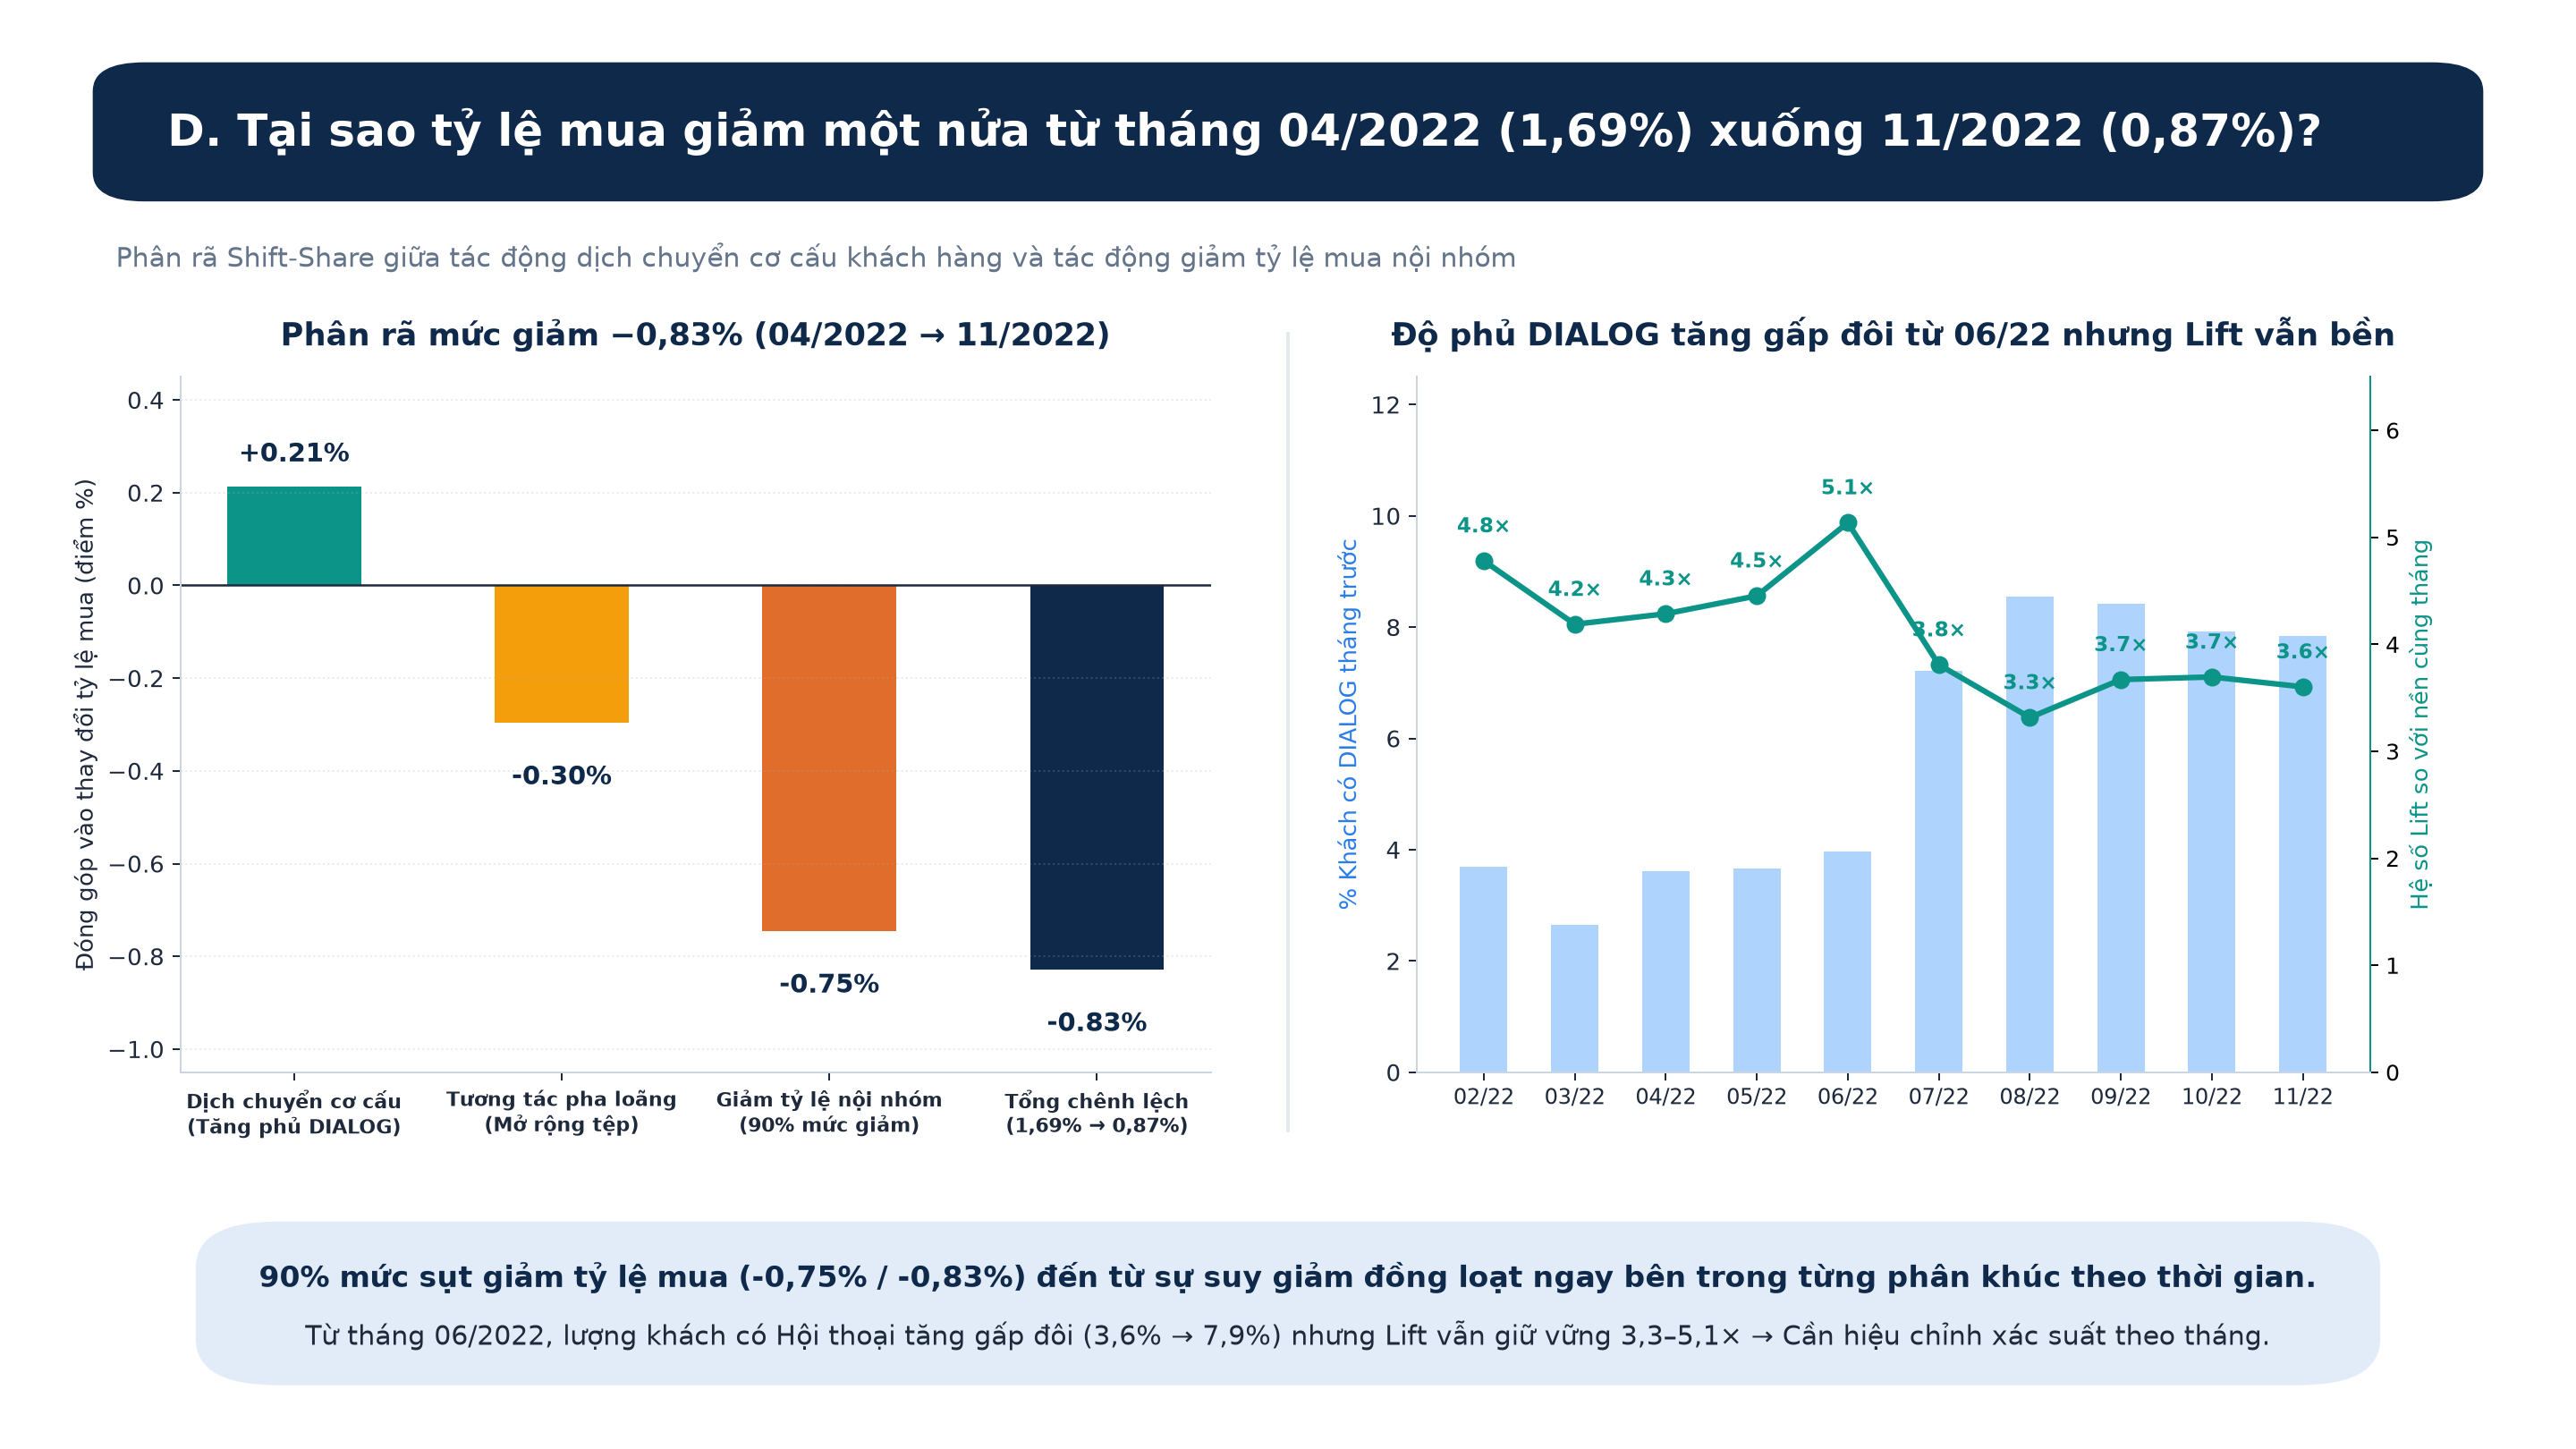 D. Tại sao tỷ lệ mua giảm một nửa từ tháng 04/2022 (1,69%) xuống 11/2022 (0,87%)?
Phân rã Shift-Share giữa tác động dịch chuyển cơ cấu khách hàng và tác động giảm tỷ lệ mua nội nhóm
Phân rã mức giảm −0,83% (04/2022 → 11/2022)
Đóng góp vào thay đổi tỷ lệ mua (điểm %)
0.4
0.2
0.0
−0.2
−0.4
−0.6
−0.8
−1.0
+0.21%
-0.30%
-0.75%
-0.83%
Dịch chuyển cơ cấu
(Tăng phủ DIALOG)
Tương tác pha loãng
(Mở rộng tệp)
Giảm tỷ lệ nội nhóm
(90% mức giảm)
Tổng chênh lệch
(1,69% → 0,87%)
Độ phủ DIALOG tăng gấp đôi từ 06/22 nhưng Lift vẫn bền
% Khách có DIALOG tháng trước
12
10
8
6
4
2
0
4.8×
4.2×
4.3×
4.5×
5.1×
3.8×
3.3×
3.7×
3.7×
3.6×
6
5
4
3
2
1
0
Hệ số Lift so với nền cùng tháng
02/22
03/22
04/22
05/22
06/22
07/22
08/22
09/22
10/22
11/22
90% mức sụt giảm tỷ lệ mua (-0,75% / -0,83%) đến từ sự suy giảm đồng loạt ngay bên trong từng phân khúc theo thời gian.
Từ tháng 06/2022, lượng khách có Hội thoại tăng gấp đôi (3,6% → 7,9%) nhưng Lift vẫn giữ vững 3,3–5,1× → Cần hiệu chỉnh xác suất theo tháng.